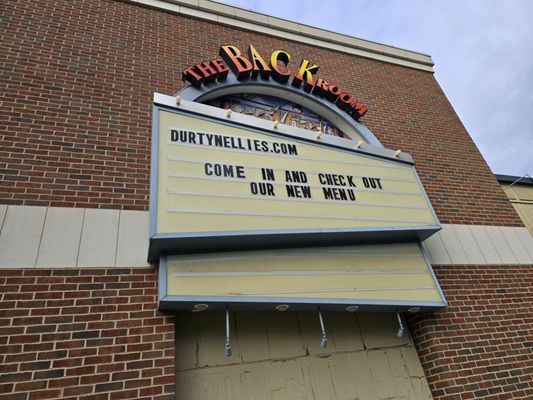 THE BACK ROOM
DURTYNELLIES.COM
COME IN AND CHECK OUT
OUR NEW MENU